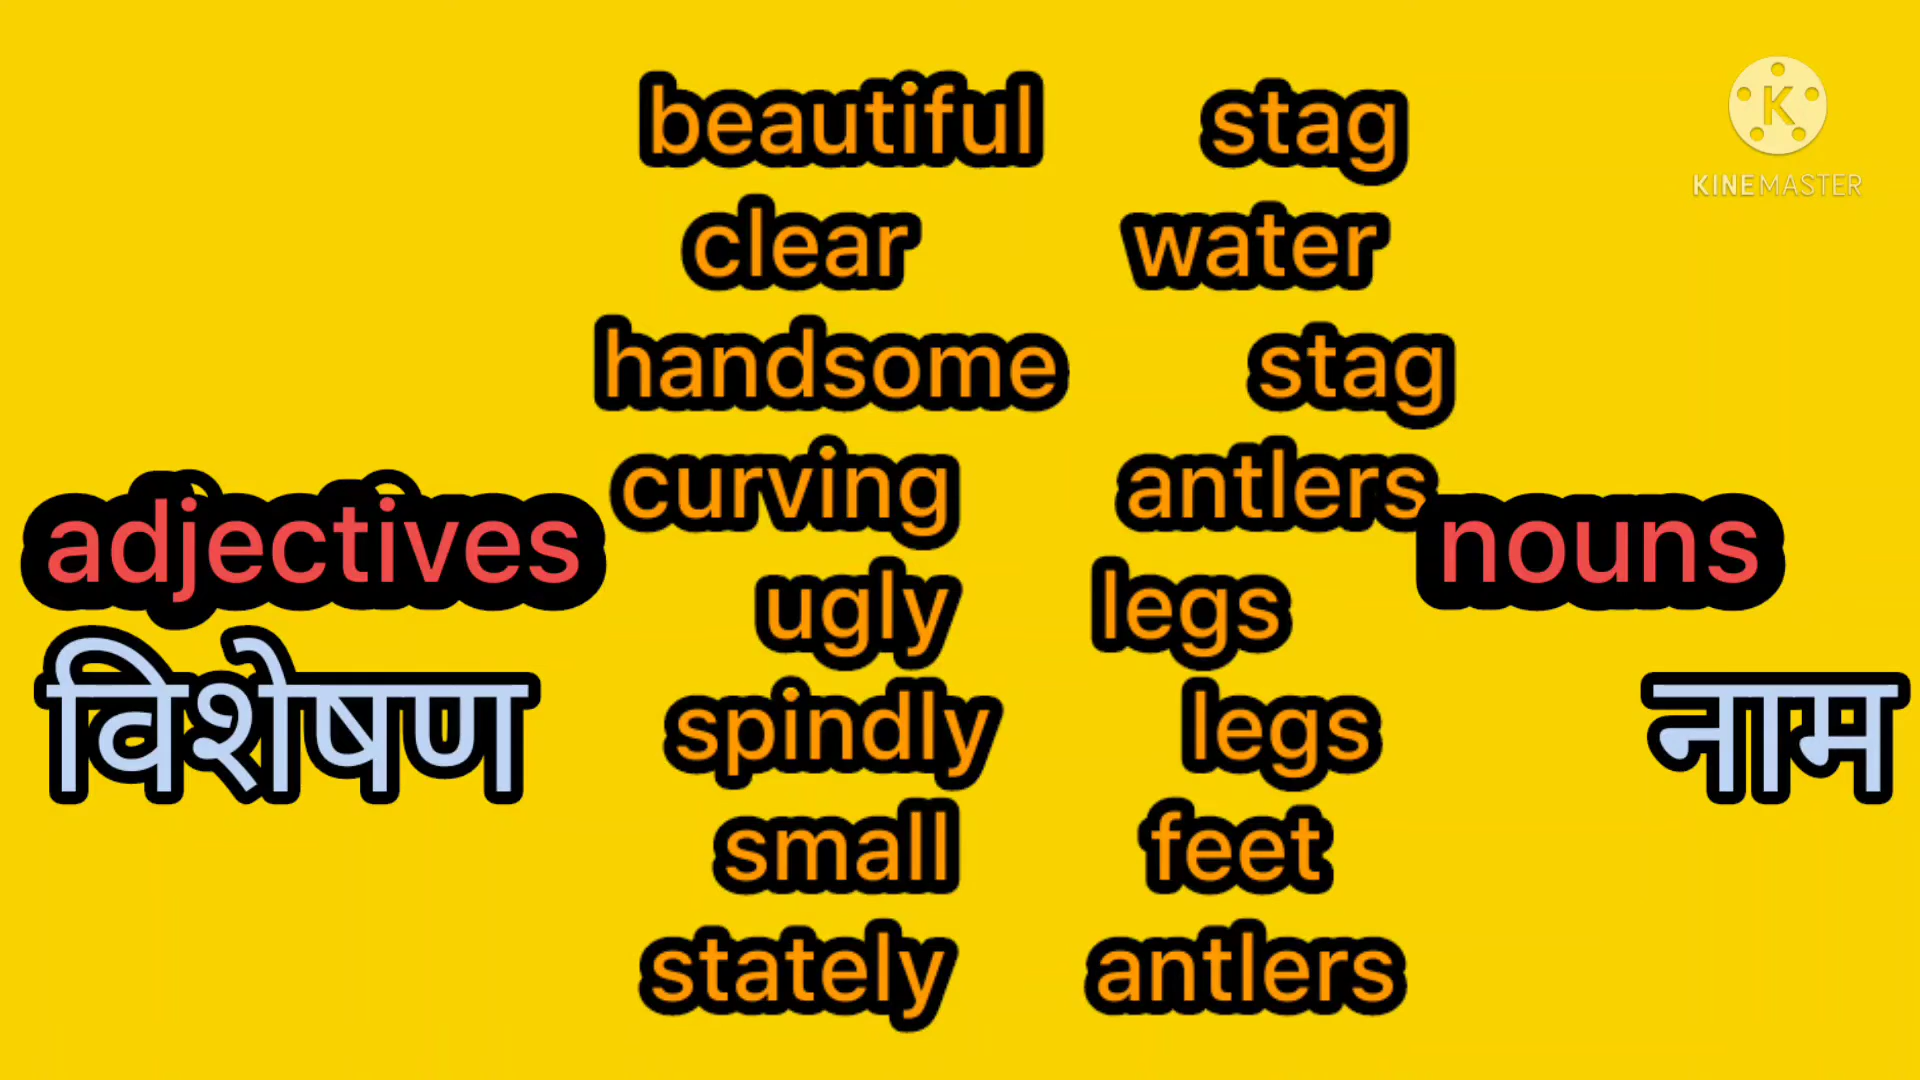 beautiful stag
KINEMASTER
clear water
handsome stag
curving antlers
adjectives nouns
ugly legs
विशेषण नाम
spindly legs
small feet
stately antlers